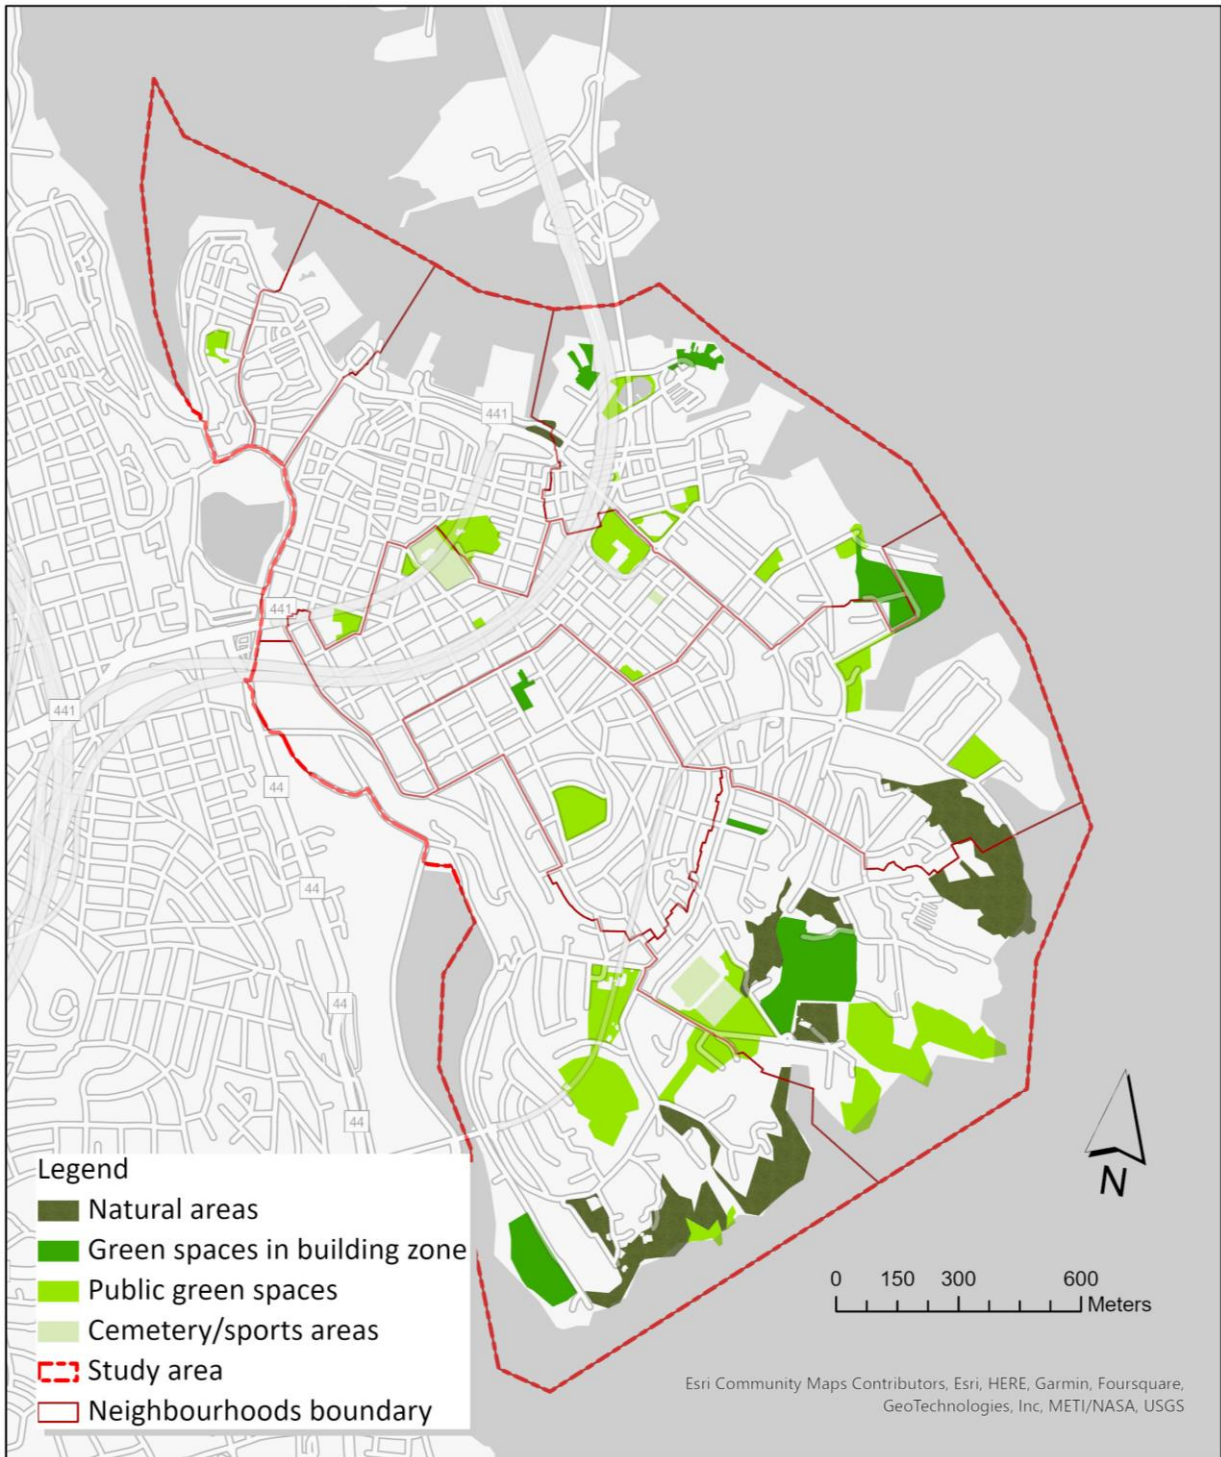 441
441
441
44
44
44
44
Legend
Natural areas
Green spaces in building zone
Public green spaces
Cemetery/sports areas
Study area
Neighbourhoods boundary
N
0 150 300 600
Meters
Esri Community Maps Contributors, Esri, HERE, Garmin, Foursquare,
GeoTechnologies, Inc, METI/NASA, USGS